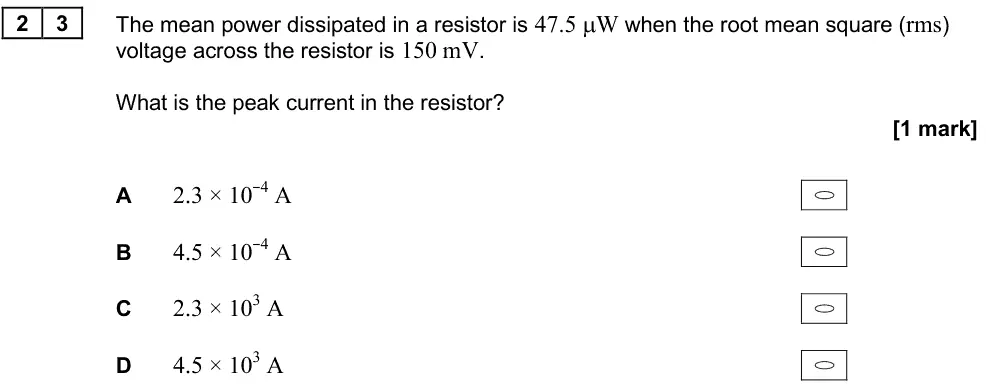 2 3 The mean power dissipated in a resistor is 47.5 μW when the root mean square (rms)
voltage across the resistor is 150 mV.
What is the peak current in the resistor?
[1 mark]
A 2.3 × 10⁻⁴ A
B 4.5 × 10⁻⁴ A
C 2.3 × 10³ A
D 4.5 × 10³ A